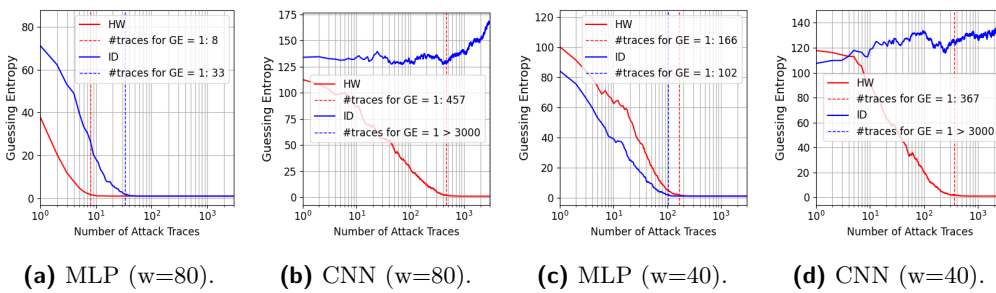 Guessing Entropy
80
60
40
20
0
HW
#traces for GE = 1: 8
ID
#traces for GE = 1: 33
10^0 10^1 10^2 10^3
Number of Attack Traces
(a) MLP (w=80).
Guessing Entropy
175
150
125
100
75
50
25
0
HW
#traces for GE = 1: 457
ID
#traces for GE = 1 > 3000
10^0 10^1 10^2 10^3
Number of Attack Traces
(b) CNN (w=80).
Guessing Entropy
120
100
80
60
40
20
0
HW
#traces for GE = 1: 166
ID
#traces for GE = 1: 102
10^0 10^1 10^2 10^3
Number of Attack Traces
(c) MLP (w=40).
Guessing Entropy
140
120
100
80
60
40
20
0
HW
#traces for GE = 1: 367
ID
#traces for GE = 1 > 3000
10^0 10^1 10^2 10^3
Number of Attack Traces
(d) CNN (w=40).